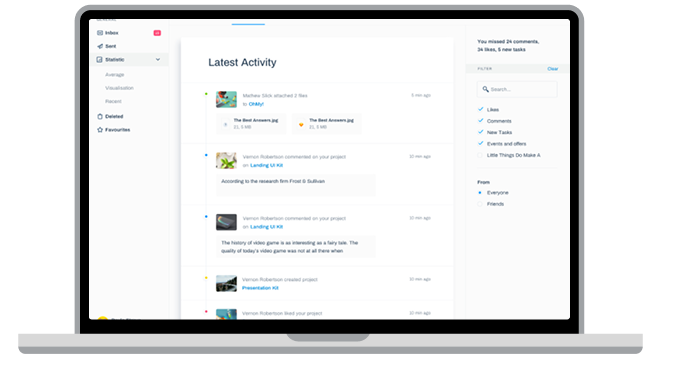 Inbox
Sent
Statistic
Average
Visualisation
Recent
Deleted
Favourites
Latest Activity
Mathew Slick attached 2 files
5 min ago
to OhMy!
The Best Answers.jpg
21, 5 MB
The Best Answers.jpg
21, 5 MB
Vernon Robertson commented on your project
10 min ago
on Landing UI Kit
According to the research firm Frost & Sullivan
Vernon Robertson commented on your project
10 min ago
on Landing UI Kit
The history of video game is as interesting as a fairy tale. The
quality of today's video game was not at all there when
Vernon Robertson created project
10 min ago
Presentation Kit
Vernon Robertson liked your project
10 min ago
You missed 24 comments,
34 likes, 5 new tasks
FILTER
Clear
Search...
Likes
Comments
New Tasks
Events and offers
Little Things Do Make A
From
Everyone
Friends